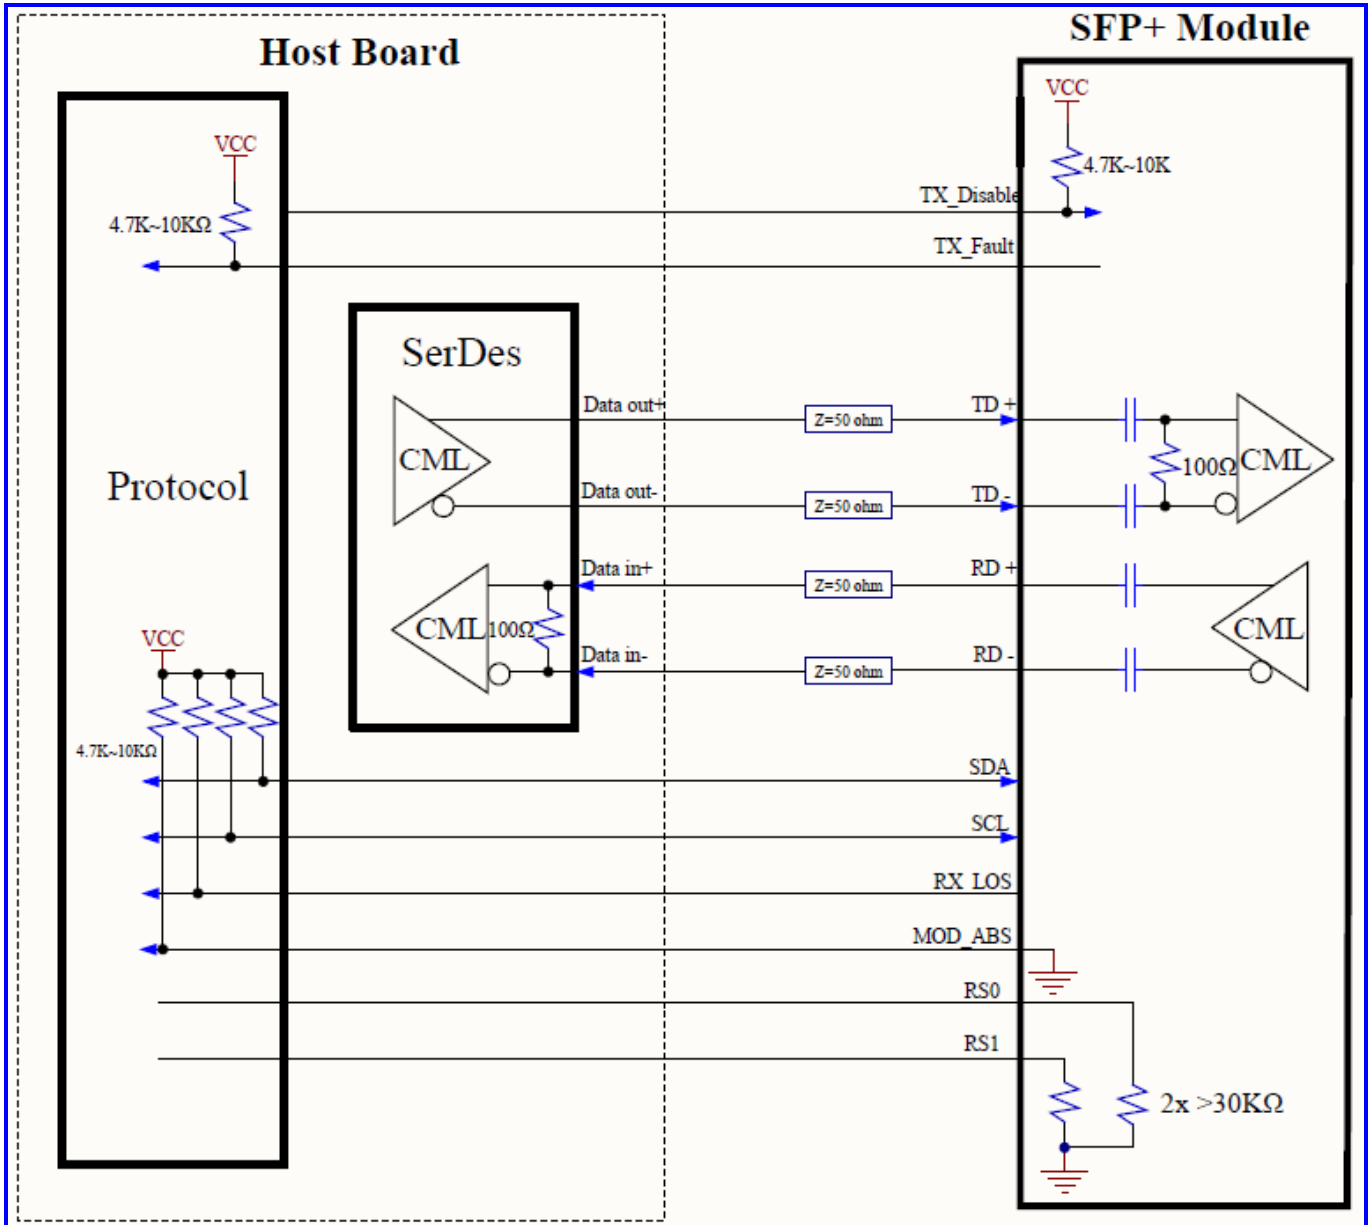 SFP+ Module
Host Board
VCC
4.7K~10K
VCC
4.7K~10KΩ
TX_Disable
TX_Fault
SerDes
Data out+
Z=50 ohm
TD +
CML
100Ω
CML
Protocol
Data out-
Z=50 ohm
TD -
Data in+
Z=50 ohm
RD +
CML
100Ω
CML
VCC
Data in-
Z=50 ohm
RD -
4.7K~10KΩ
SDA
SCL
RX_LOS
MOD_ABS
RS0
RS1
2x >30KΩ